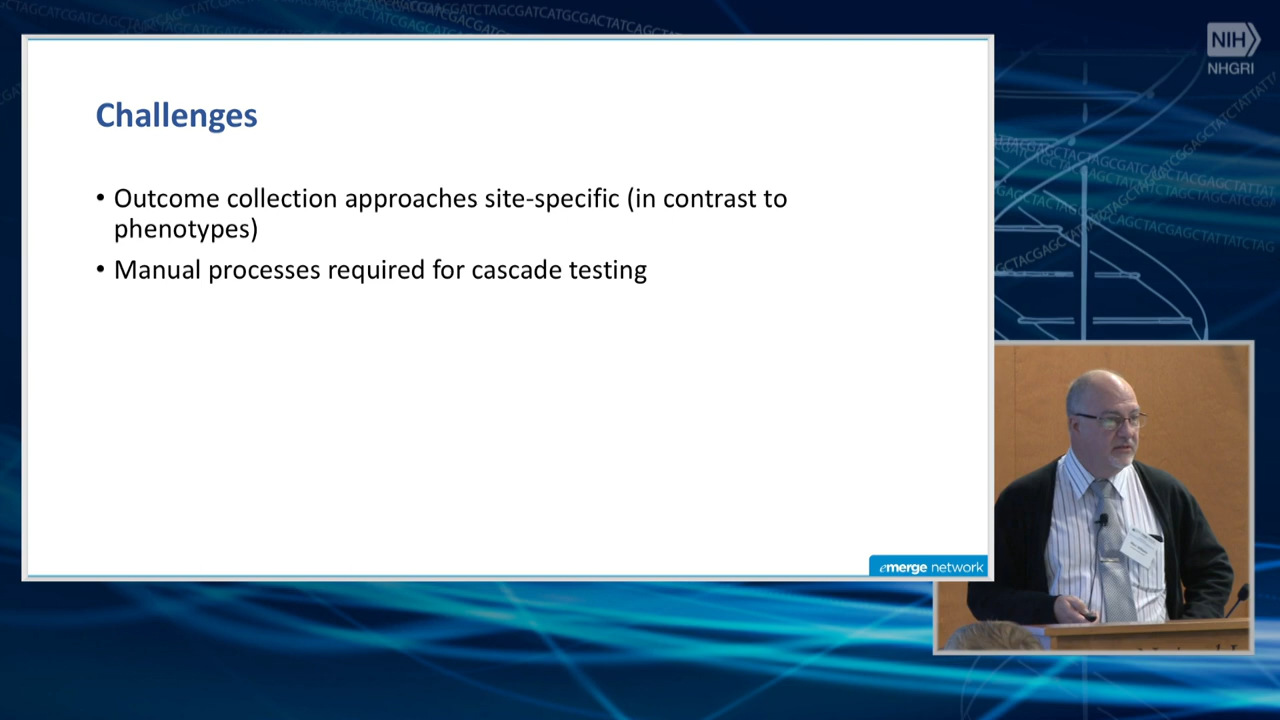 NIH
NHGRI
Challenges
• Outcome collection approaches site-specific (in contrast to
phenotypes)
• Manual processes required for cascade testing
emerge network